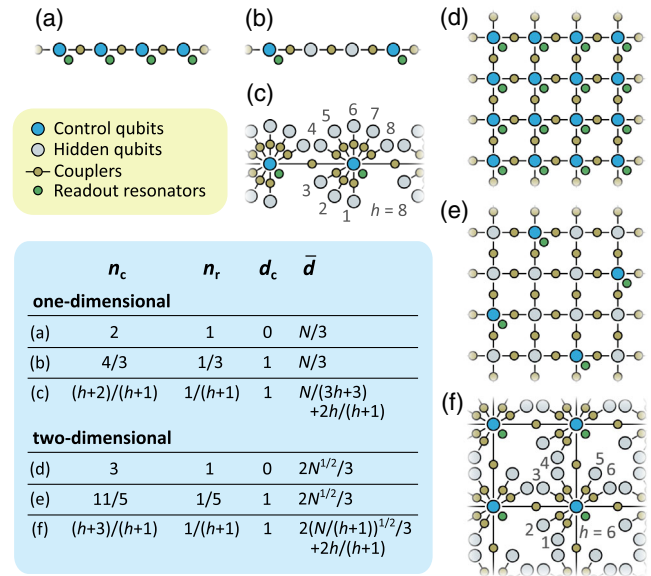 (a)
(b)
(d)
(c)
6
5
7
4
8
3
2
1
h = 8
Control qubits
Hidden qubits
Couplers
Readout resonators
(e)
n_c n_r d_c d̅
one-dimensional
(a) 2 1 0 N/3
(b) 4/3 1/3 1 N/3
(c) (h+2)/(h+1) 1/(h+1) 1 N/(3h+3)
+2h/(h+1)
two-dimensional
(d) 3 1 0 2N^{1/2}/3
(e) 11/5 1/5 1 2N^{1/2}/3
(f) (h+3)/(h+1) 1/(h+1) 1 2(N/(h+1))^{1/2}/3
+2h/(h+1)
(f)
4
5
3
6
2
1
h = 6